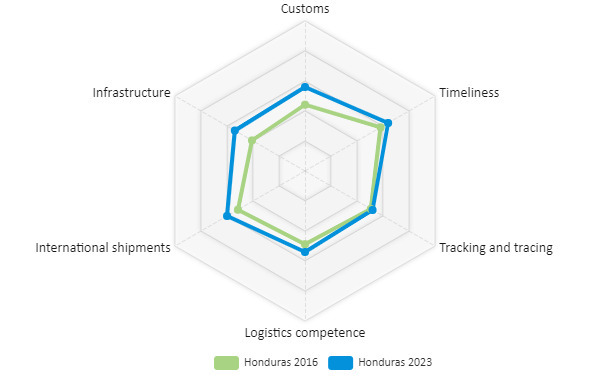 Customs
Infrastructure
Timeliness
International shipments
Tracking and tracing
Logistics competence
Honduras 2016
Honduras 2023